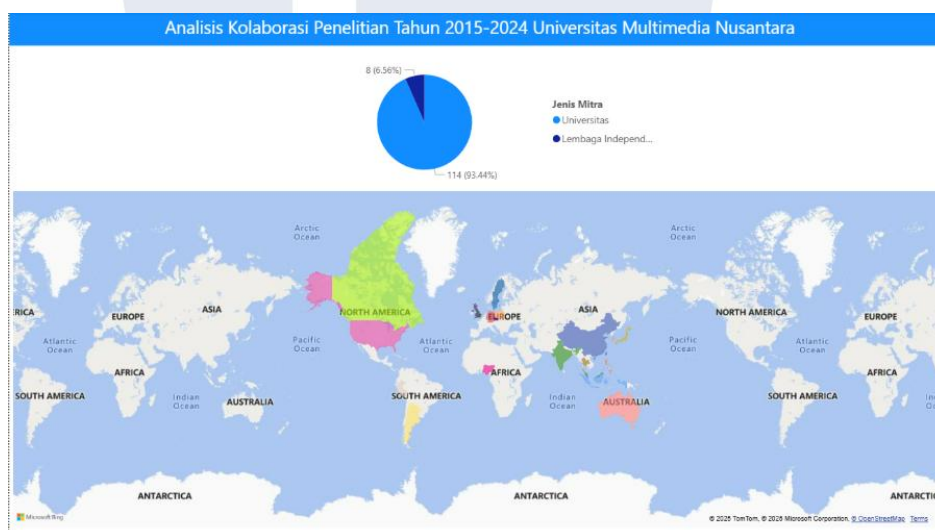 Analisis Kolaborasi Penelitian Tahun 2015-2024 Universitas Multimedia Nusantara
8 (6.56%)
Jenis Mitra
Universitas
Lembaga Independ...
114 (93.44%)
Arctic
Ocean
Arctic
Ocean
RICA
EUROPE
ASIA
NORTH AMERICA
EUROPE
ASIA
NORTH AMERICA
EUROPE
Atlantic
Ocean
Pacific
Ocean
Atlantic
Ocean
Pacific
Ocean
Atlantic
Ocean
AFRICA
AFRICA
AFRICA
SOUTH AMERICA
Indian
Ocean
AUSTRALIA
SOUTH AMERICA
Indian
Ocean
AUSTRALIA
SOUTH AMERICA
In
Oc
ANTARCTICA
ANTARCTICA
ANTARCTI
Microsoft Bing
© 2025 TomTom, © 2025 Microsoft Corporation, © OpenStreetMap Terms